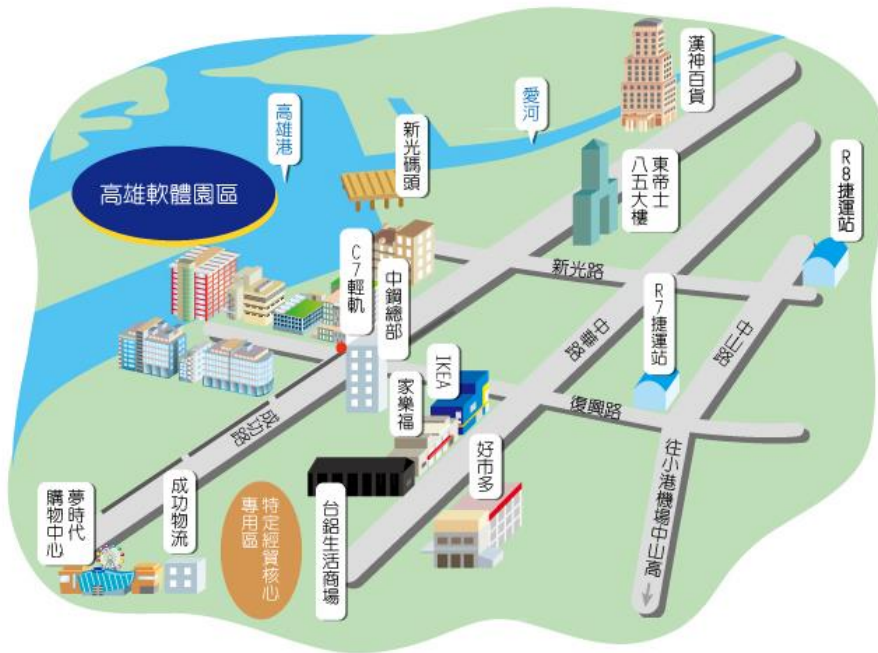 漢神百貨
愛河
高雄港
新光碼頭
高雄軟體園區
東帝士
八五大樓
R8捷運站
C7輕軌
中鋼總部
新光路
R7捷運站
中華路
中山路
IKEA
家樂福
復興路
成功路
好市多
夢時代
購物中心
成功物流
特定經貿核心
專用區
台鋁生活商場
往小港機場中山高